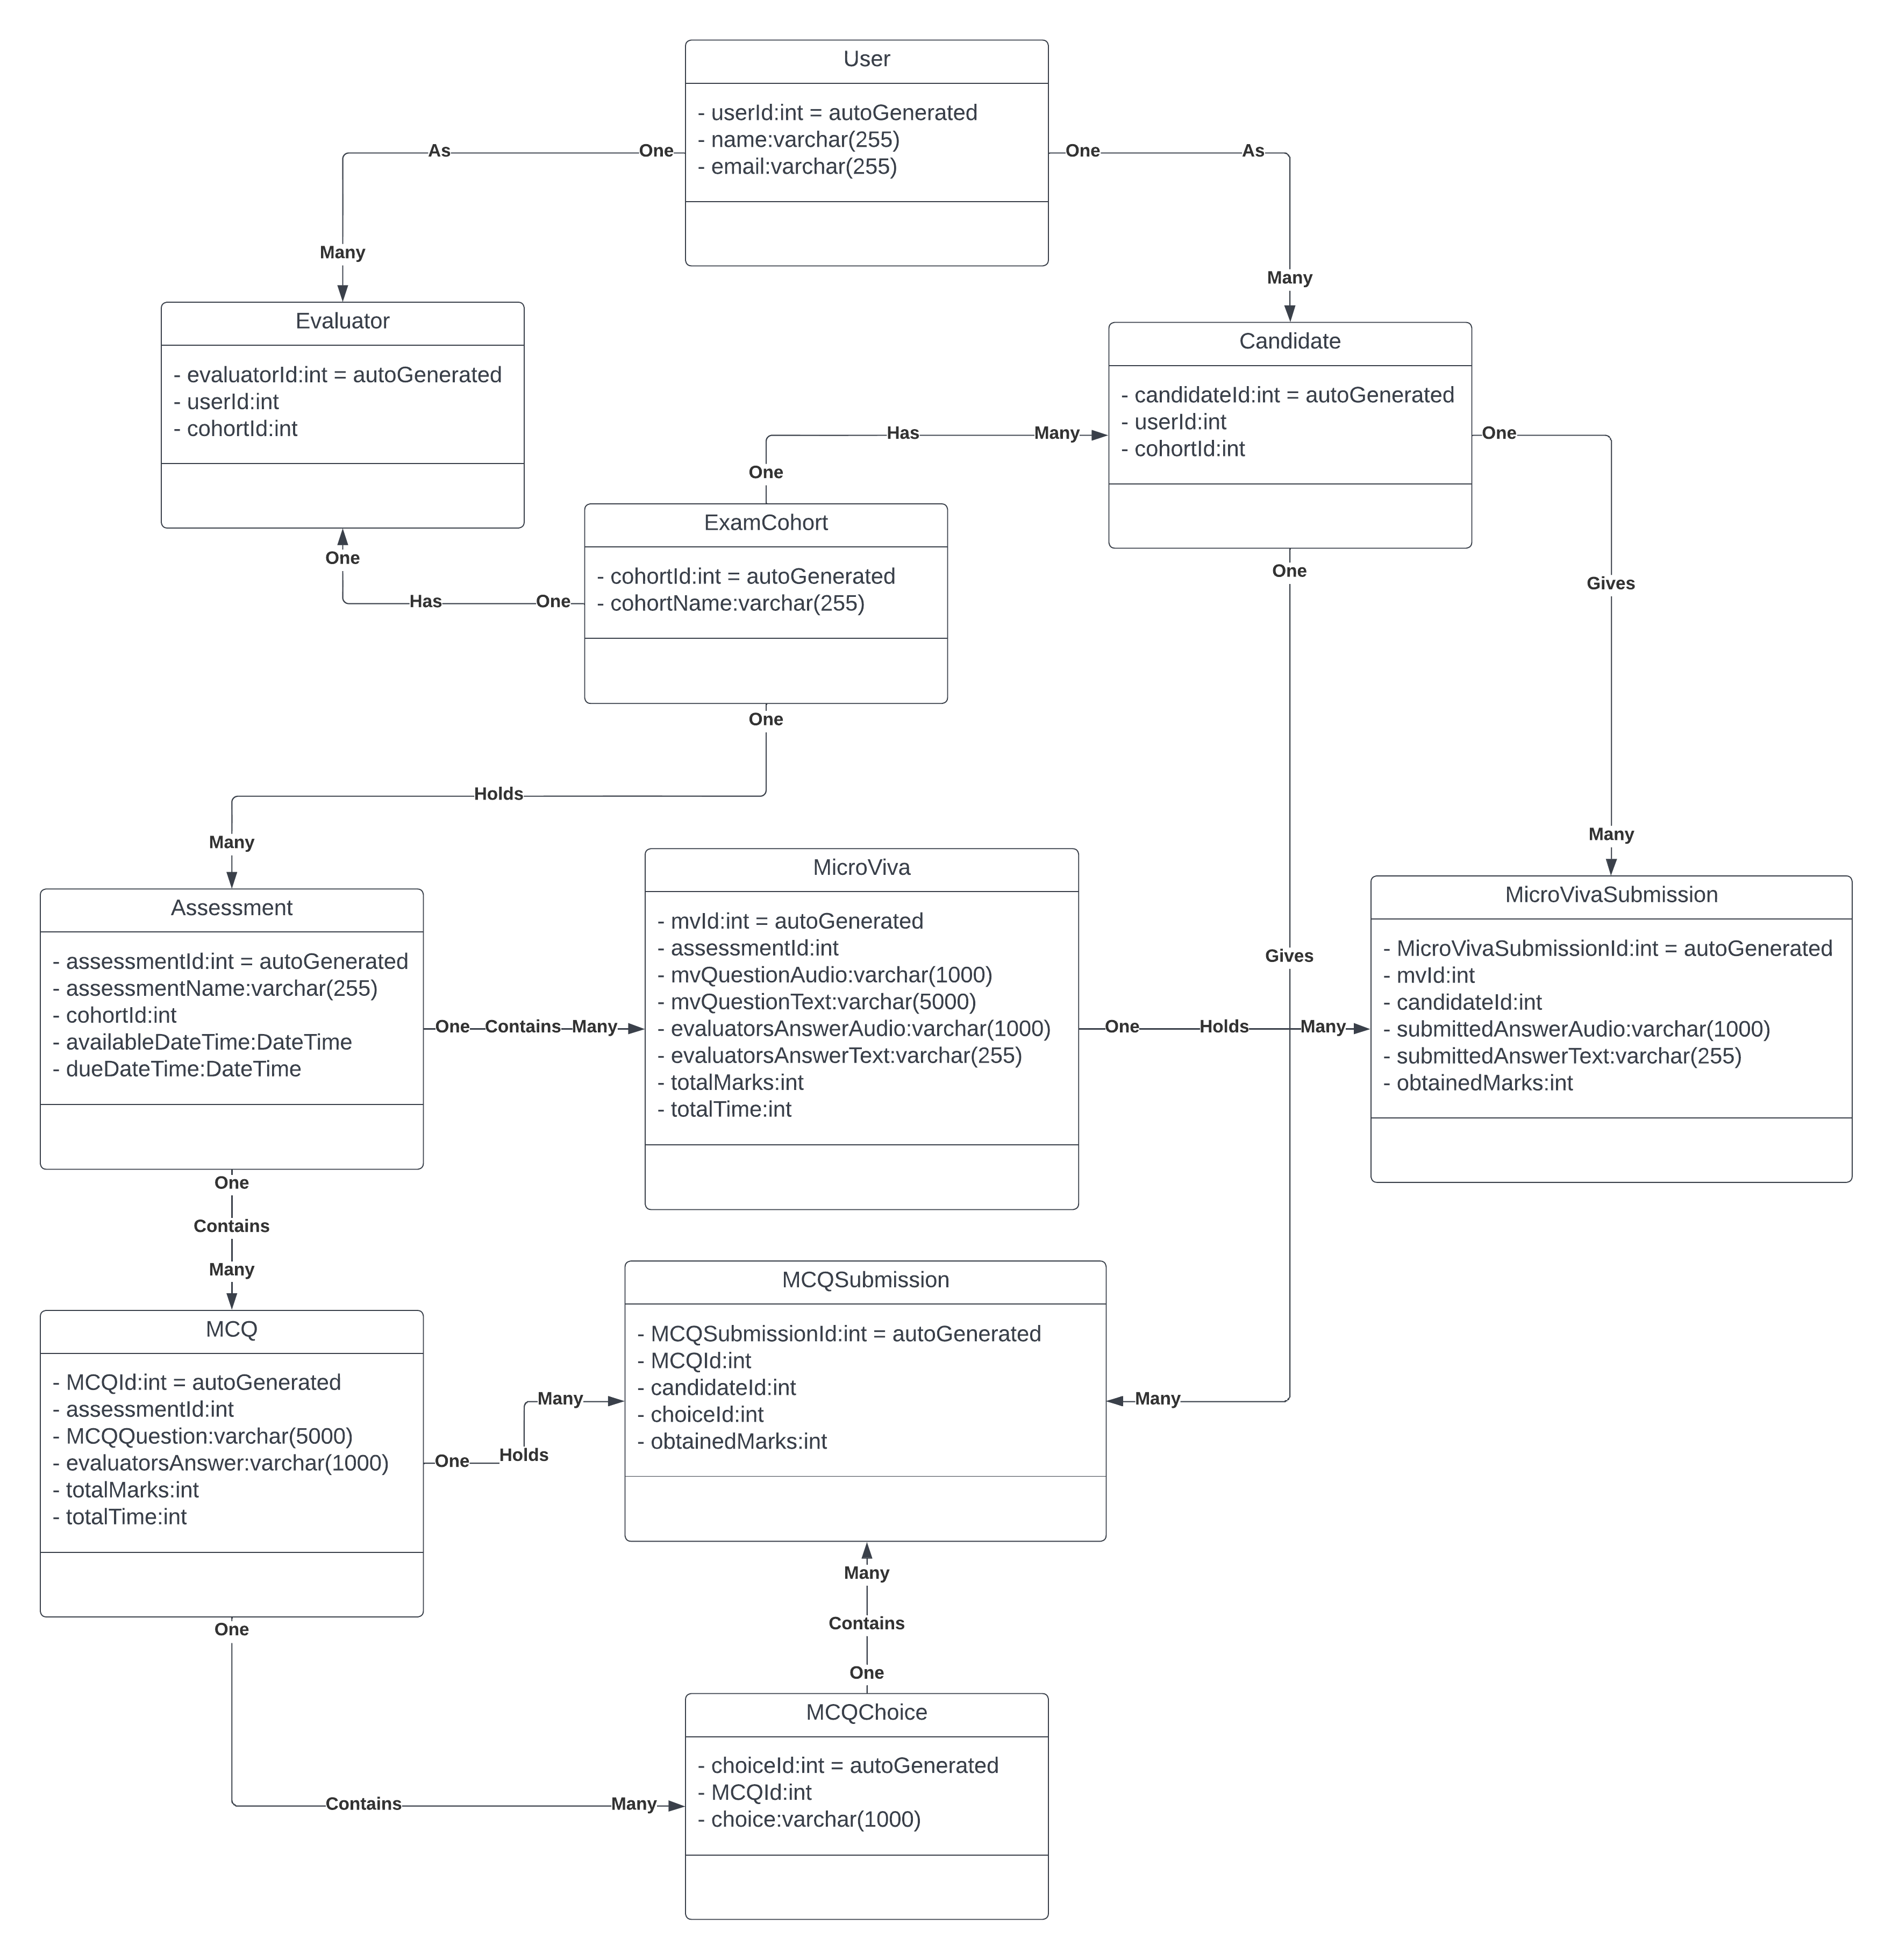 User
- userId:int = autoGenerated
- name:varchar(255)
- email:varchar(255)
As
One
One
As
Many
Many
Evaluator
- evaluatorId:int = autoGenerated
- userId:int
- cohortId:int
Candidate
- candidateId:int = autoGenerated
- userId:int
- cohortId:int
Has
Many
One
One
Gives
One
ExamCohort
- cohortId:int = autoGenerated
- cohortName:varchar(255)
One
Has
One
One
Holds
Many
Many
Assessment
- assessmentId:int = autoGenerated
- assessmentName:varchar(255)
- cohortId:int
- availableDateTime:DateTime
- dueDateTime:DateTime
One
Contains
Many
MicroViva
- mvId:int = autoGenerated
- assessmentId:int
- mvQuestionAudio:varchar(1000)
- mvQuestionText:varchar(5000)
- evaluatorsAnswerAudio:varchar(1000)
- evaluatorsAnswerText:varchar(255)
- totalMarks:int
- totalTime:int
Gives
One
Holds
Many
MicroVivaSubmission
- MicroVivaSubmissionId:int = autoGenerated
- mvId:int
- candidateId:int
- submittedAnswerAudio:varchar(1000)
- submittedAnswerText:varchar(255)
- obtainedMarks:int
One
Contains
Many
MCQ
- MCQId:int = autoGenerated
- assessmentId:int
- MCQQuestion:varchar(5000)
- evaluatorsAnswer:varchar(1000)
- totalMarks:int
- totalTime:int
One
Holds
Many
MCQSubmission
- MCQSubmissionId:int = autoGenerated
- MCQId:int
- candidateId:int
- choiceId:int
- obtainedMarks:int
Many
Many
Contains
One
One
Contains
Many
MCQChoice
- choiceId:int = autoGenerated
- MCQId:int
- choice:varchar(1000)